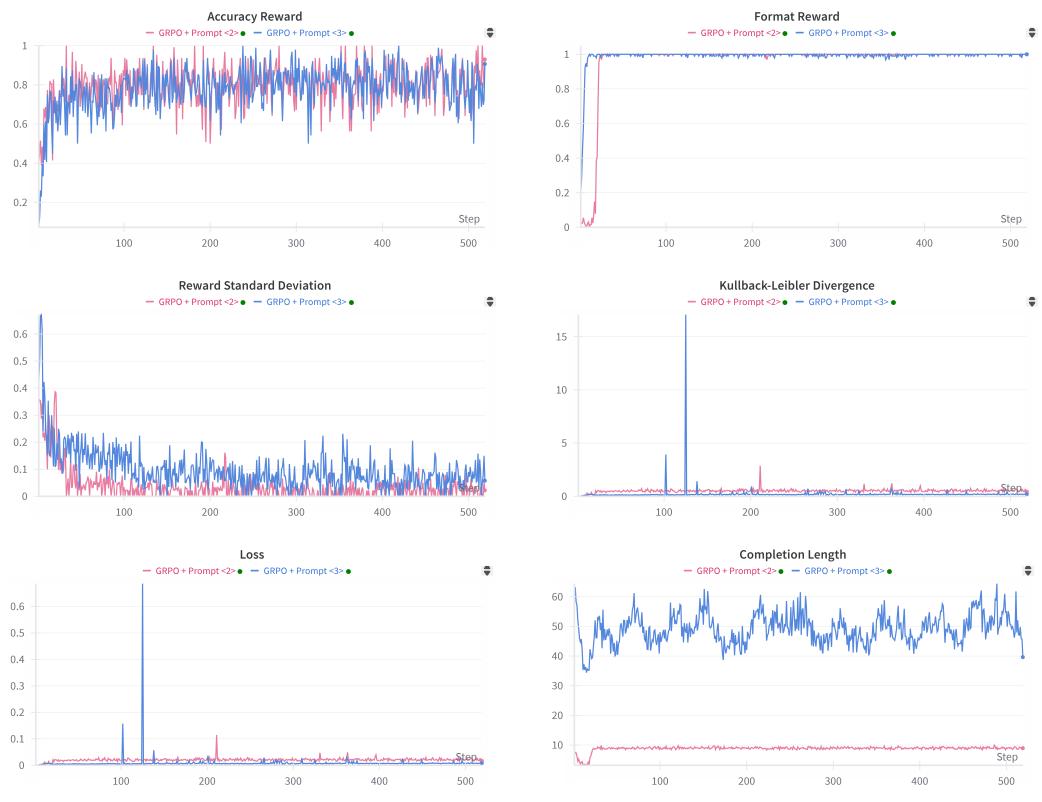 Accuracy Reward
GRPO + Prompt <2> GRPO + Prompt <3>
1
0.8
0.6
0.4
0.2
Step
100 200 300 400 500
Format Reward
GRPO + Prompt <2> GRPO + Prompt <3>
1
0.8
0.6
0.4
0.2
0
Step
100 200 300 400 500
Reward Standard Deviation
GRPO + Prompt <2> GRPO + Prompt <3>
0.6
0.5
0.4
0.3
0.2
0.1
0
Step
100 200 300 400 500
Kullback-Leibler Divergence
GRPO + Prompt <2> GRPO + Prompt <3>
15
10
5
0
Step
100 200 300 400 500
Loss
GRPO + Prompt <2> GRPO + Prompt <3>
0.6
0.5
0.4
0.3
0.2
0.1
0
Step
100 200 300 400 500
Completion Length
GRPO + Prompt <2> GRPO + Prompt <3>
60
50
40
30
20
10
Step
100 200 300 400 500